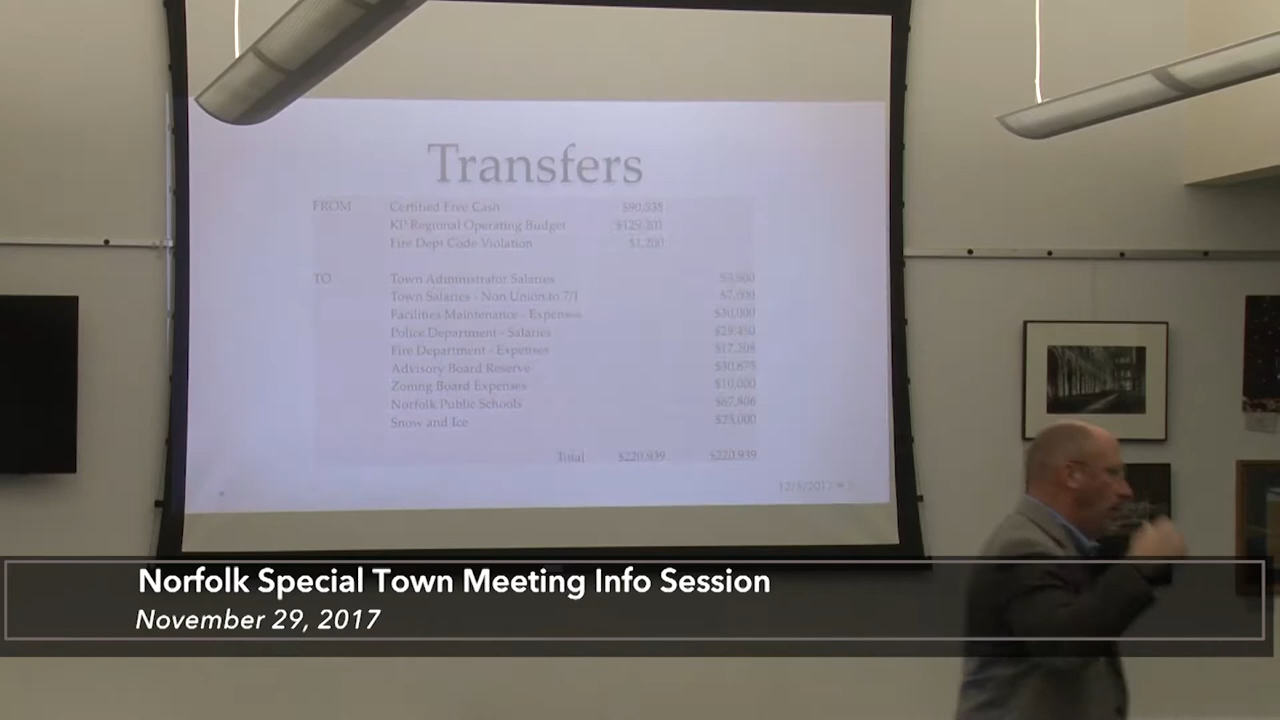 Transfers
FROM Certified Free Cash $90,538
KP Regional Operating Budget $129,201
Fire Dept Code Violation $1,200
TO Town Administrator Salaries $3,800
Town Salaries - Non Union to 7/1 $7,000
Facilities Maintenance - Expenses $30,000
Police Department - Salaries $29,450
Fire Department - Expenses $17,208
Advisory Board Reserve $30,675
Zoning Board Expenses $10,000
Norfolk Public Schools $67,806
Snow and Ice $25,000
Total $220,939 $220,939
Norfolk Special Town Meeting Info Session
November 29, 2017